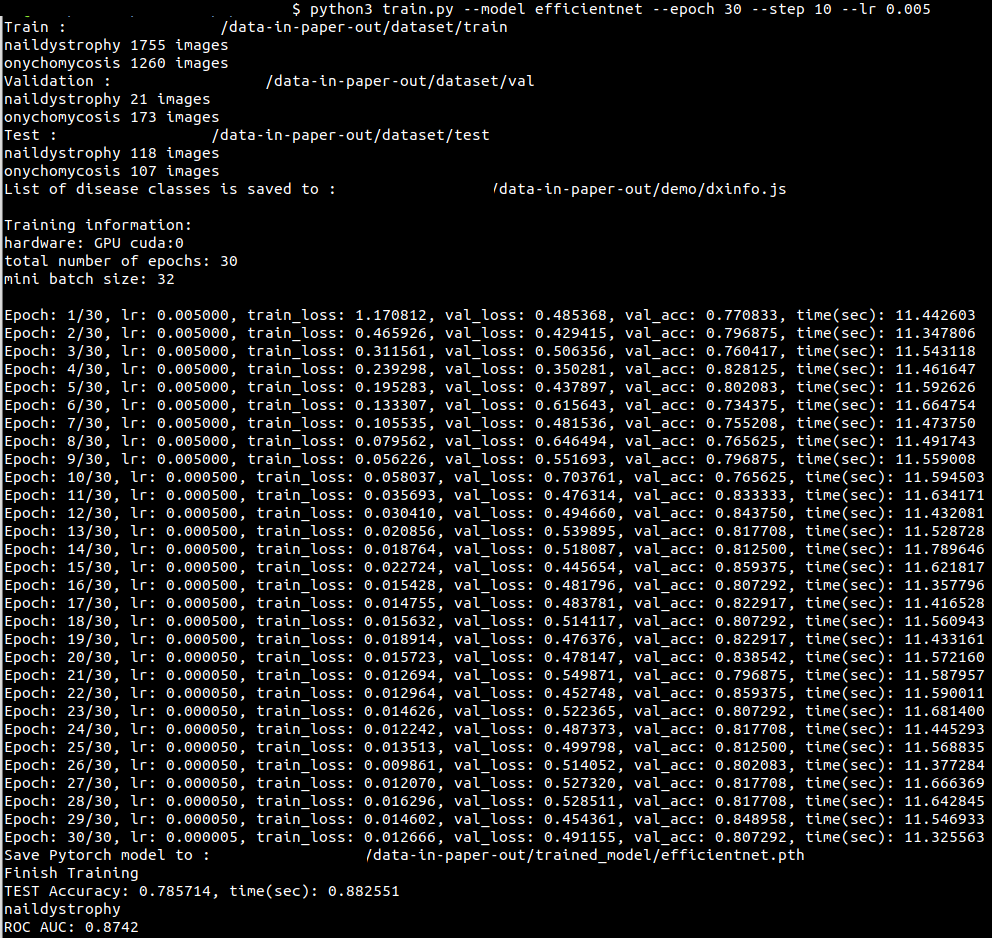 $ python3 train.py --model efficientnet --epoch 30 --step 10 --lr 0.005
Train : /data-in-paper-out/dataset/train
naildystrophy 1755 images
onychomycosis 1260 images
Validation : /data-in-paper-out/dataset/val
naildystrophy 21 images
onychomycosis 173 images
Test : /data-in-paper-out/dataset/test
naildystrophy 118 images
onychomycosis 107 images
List of disease classes is saved to : /data-in-paper-out/demo/dxinfo.js
Training information:
hardware: GPU cuda:0
total number of epochs: 30
mini batch size: 32
Epoch: 1/30, lr: 0.005000, train_loss: 1.170812, val_loss: 0.485368, val_acc: 0.770833, time(sec): 11.442603
Epoch: 2/30, lr: 0.005000, train_loss: 0.465926, val_loss: 0.429415, val_acc: 0.796875, time(sec): 11.347806
Epoch: 3/30, lr: 0.005000, train_loss: 0.311561, val_loss: 0.506356, val_acc: 0.760417, time(sec): 11.543118
Epoch: 4/30, lr: 0.005000, train_loss: 0.239298, val_loss: 0.350281, val_acc: 0.828125, time(sec): 11.461647
Epoch: 5/30, lr: 0.005000, train_loss: 0.195283, val_loss: 0.437897, val_acc: 0.802083, time(sec): 11.592626
Epoch: 6/30, lr: 0.005000, train_loss: 0.133307, val_loss: 0.615643, val_acc: 0.734375, time(sec): 11.664754
Epoch: 7/30, lr: 0.005000, train_loss: 0.105535, val_loss: 0.481536, val_acc: 0.755208, time(sec): 11.473750
Epoch: 8/30, lr: 0.005000, train_loss: 0.079562, val_loss: 0.646494, val_acc: 0.765625, time(sec): 11.491743
Epoch: 9/30, lr: 0.005000, train_loss: 0.056226, val_loss: 0.551693, val_acc: 0.796875, time(sec): 11.559008
Epoch: 10/30, lr: 0.000500, train_loss: 0.058037, val_loss: 0.703761, val_acc: 0.765625, time(sec): 11.594503
Epoch: 11/30, lr: 0.000500, train_loss: 0.035693, val_loss: 0.476314, val_acc: 0.833333, time(sec): 11.634171
Epoch: 12/30, lr: 0.000500, train_loss: 0.030410, val_loss: 0.494660, val_acc: 0.843750, time(sec): 11.432081
Epoch: 13/30, lr: 0.000500, train_loss: 0.020856, val_loss: 0.539895, val_acc: 0.817708, time(sec): 11.528728
Epoch: 14/30, lr: 0.000500, train_loss: 0.018764, val_loss: 0.518087, val_acc: 0.812500, time(sec): 11.789646
Epoch: 15/30, lr: 0.000500, train_loss: 0.022724, val_loss: 0.445654, val_acc: 0.859375, time(sec): 11.621817
Epoch: 16/30, lr: 0.000500, train_loss: 0.015428, val_loss: 0.481796, val_acc: 0.807292, time(sec): 11.357796
Epoch: 17/30, lr: 0.000500, train_loss: 0.014755, val_loss: 0.483781, val_acc: 0.822917, time(sec): 11.416528
Epoch: 18/30, lr: 0.000500, train_loss: 0.015632, val_loss: 0.514117, val_acc: 0.807292, time(sec): 11.560943
Epoch: 19/30, lr: 0.000500, train_loss: 0.018914, val_loss: 0.476376, val_acc: 0.822917, time(sec): 11.433161
Epoch: 20/30, lr: 0.000050, train_loss: 0.015723, val_loss: 0.478147, val_acc: 0.838542, time(sec): 11.572160
Epoch: 21/30, lr: 0.000050, train_loss: 0.012694, val_loss: 0.549871, val_acc: 0.796875, time(sec): 11.587957
Epoch: 22/30, lr: 0.000050, train_loss: 0.012964, val_loss: 0.452748, val_acc: 0.859375, time(sec): 11.590011
Epoch: 23/30, lr: 0.000050, train_loss: 0.014626, val_loss: 0.522365, val_acc: 0.807292, time(sec): 11.681400
Epoch: 24/30, lr: 0.000050, train_loss: 0.012242, val_loss: 0.487373, val_acc: 0.817708, time(sec): 11.445293
Epoch: 25/30, lr: 0.000050, train_loss: 0.013513, val_loss: 0.499798, val_acc: 0.812500, time(sec): 11.568835
Epoch: 26/30, lr: 0.000050, train_loss: 0.009861, val_loss: 0.514052, val_acc: 0.802083, time(sec): 11.377284
Epoch: 27/30, lr: 0.000050, train_loss: 0.012070, val_loss: 0.527320, val_acc: 0.817708, time(sec): 11.666369
Epoch: 28/30, lr: 0.000050, train_loss: 0.016296, val_loss: 0.528511, val_acc: 0.817708, time(sec): 11.642845
Epoch: 29/30, lr: 0.000050, train_loss: 0.014602, val_loss: 0.454361, val_acc: 0.848958, time(sec): 11.546933
Epoch: 30/30, lr: 0.000005, train_loss: 0.012666, val_loss: 0.491155, val_acc: 0.807292, time(sec): 11.325563
Save Pytorch model to : /data-in-paper-out/trained_model/efficientnet.pth
Finish Training
TEST Accuracy: 0.785714, time(sec): 0.882551
naildystrophy
ROC AUC: 0.8742